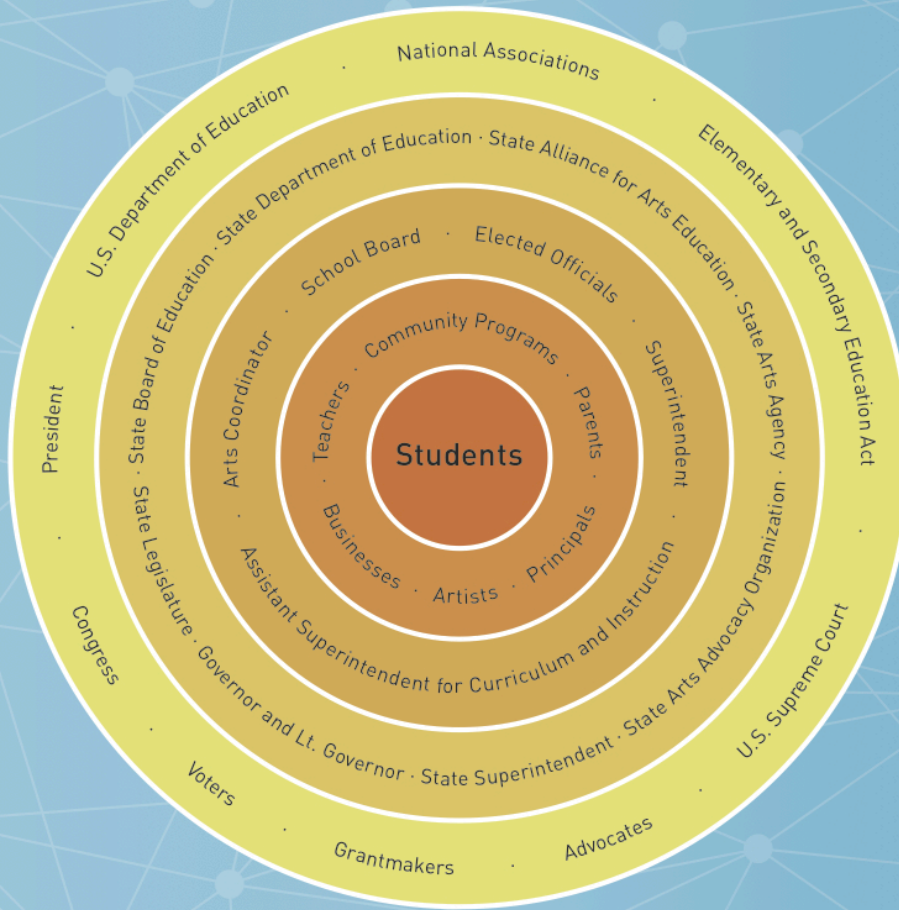 National Associations · Elementary and Secondary Education Act · U.S. Supreme Court · Advocates · Grantmakers · Voters · Congress · President · U.S. Department of Education ·
State Department of Education · State Alliance for Arts Education · State Arts Agency · State Arts Advocacy Organization · State Superintendent · Governor and Lt. Governor · State Legislature · State Board of Education ·
School Board · Elected Officials · Superintendent · Assistant Superintendent for Curriculum and Instruction · Arts Coordinator ·
Community Programs · Parents · Principals · Artists · Businesses · Teachers ·
Students